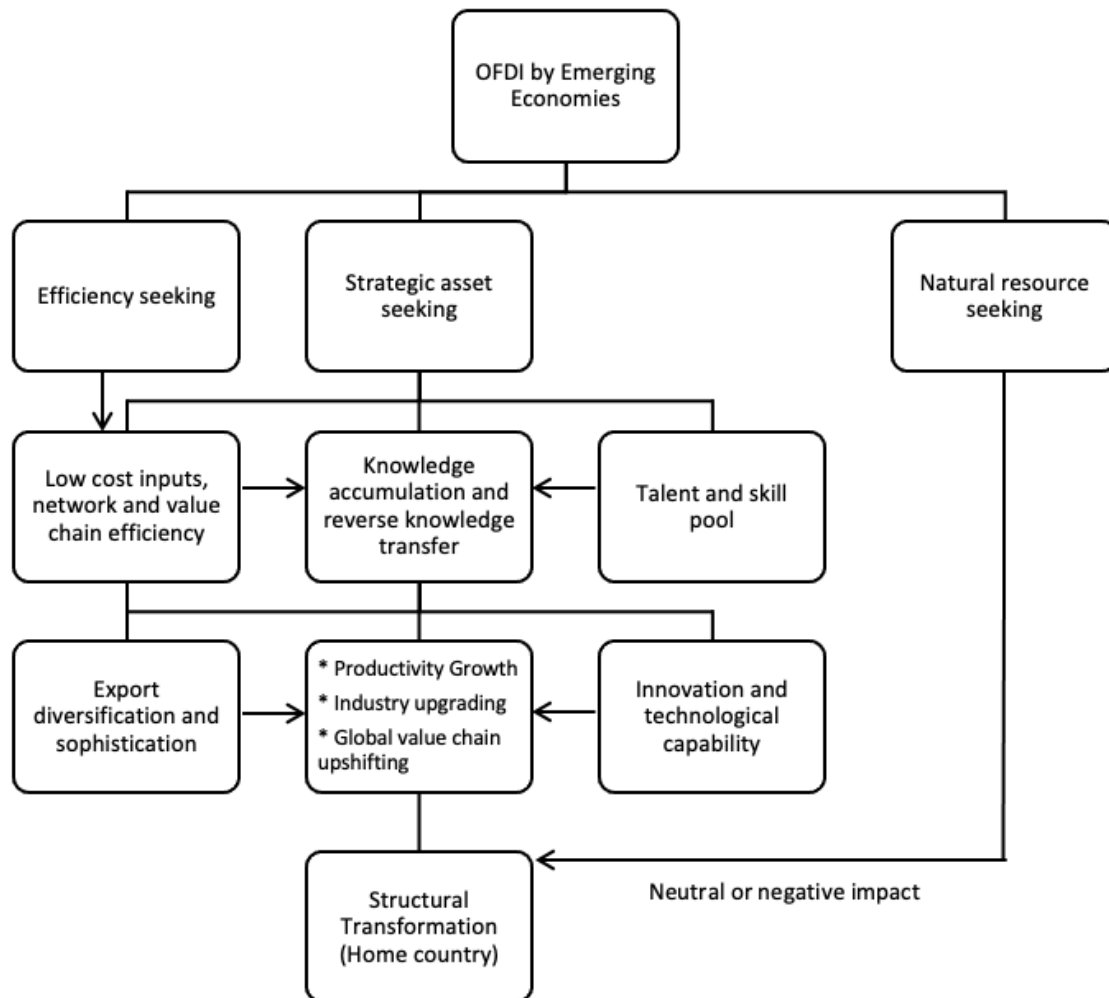 OFDI by Emerging
Economies
Efficiency seeking
Strategic asset
seeking
Natural resource
seeking
Low cost inputs,
network and value
chain efficiency
Knowledge
accumulation and
reverse knowledge
transfer
Talent and skill
pool
Export
diversification and
sophistication
* Productivity Growth
* Industry upgrading
* Global value chain
upshifting
Innovation and
technological
capability
Structural
Transformation
(Home country)
Neutral or negative impact